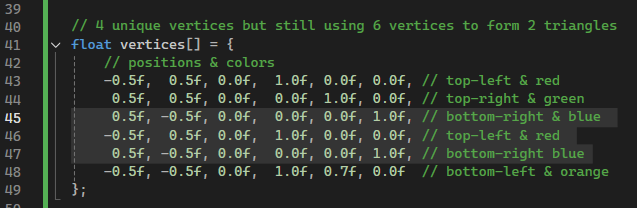 39
40 // 4 unique vertices but still using 6 vertices to form 2 triangles
41 float vertices[] = {
42 // positions & colors
43 -0.5f, 0.5f, 0.0f, 1.0f, 0.0f, 0.0f, // top-left & red
44 0.5f, 0.5f, 0.0f, 0.0f, 1.0f, 0.0f, // top-right & green
45 0.5f, -0.5f, 0.0f, 0.0f, 0.0f, 1.0f, // bottom-right & blue
46 -0.5f, 0.5f, 0.0f, 1.0f, 0.0f, 0.0f, // top-left & red
47 0.5f, -0.5f, 0.0f, 0.0f, 0.0f, 1.0f, // bottom-right blue
48 -0.5f, -0.5f, 0.0f, 1.0f, 0.7f, 0.0f // bottom-left & orange
49 };